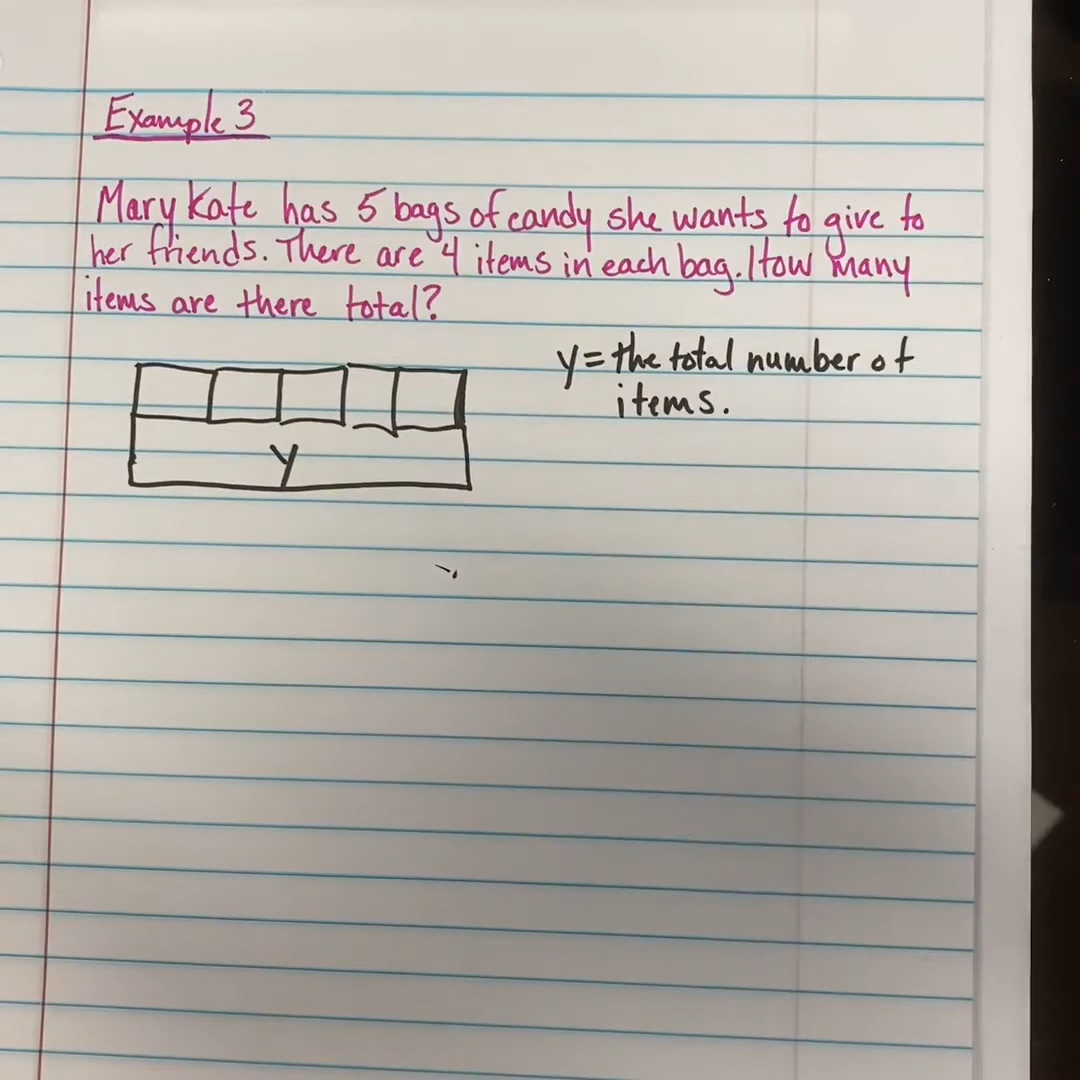 Example 3
Mary Kate has 5 bags of candy she wants to give to
her friends. There are 4 items in each bag. How many
items are there total?
y = the total number of
items.
y